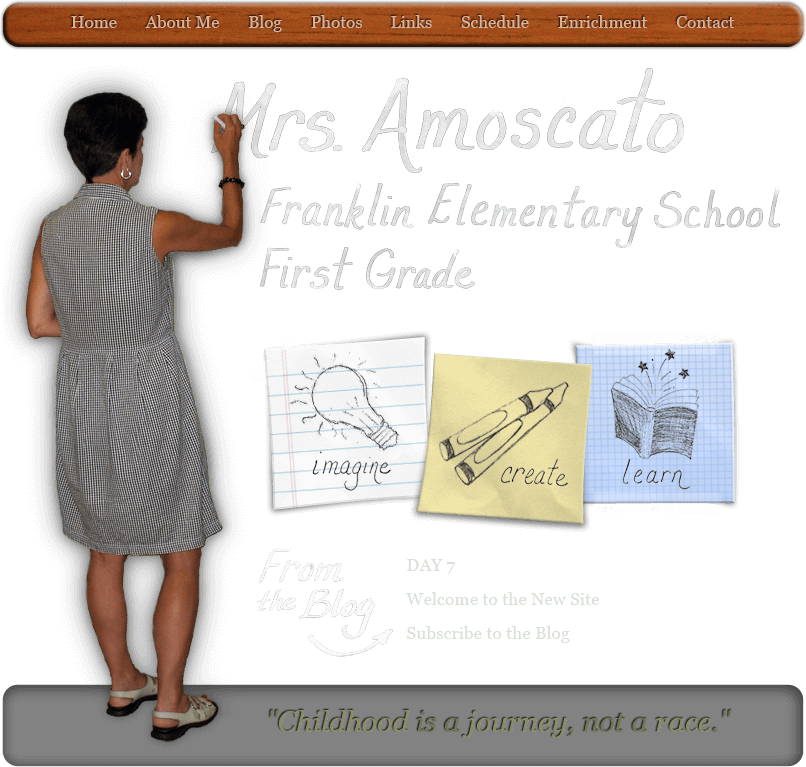 Home About Me Blog Photos Links Schedule Enrichment Contact
Mrs. Amoscato
Franklin Elementary School
First Grade
imagine
create
learn
From
the Blog
DAY 7
Welcome to the New Site
Subscribe to the Blog
"Childhood is a journey, not a race."